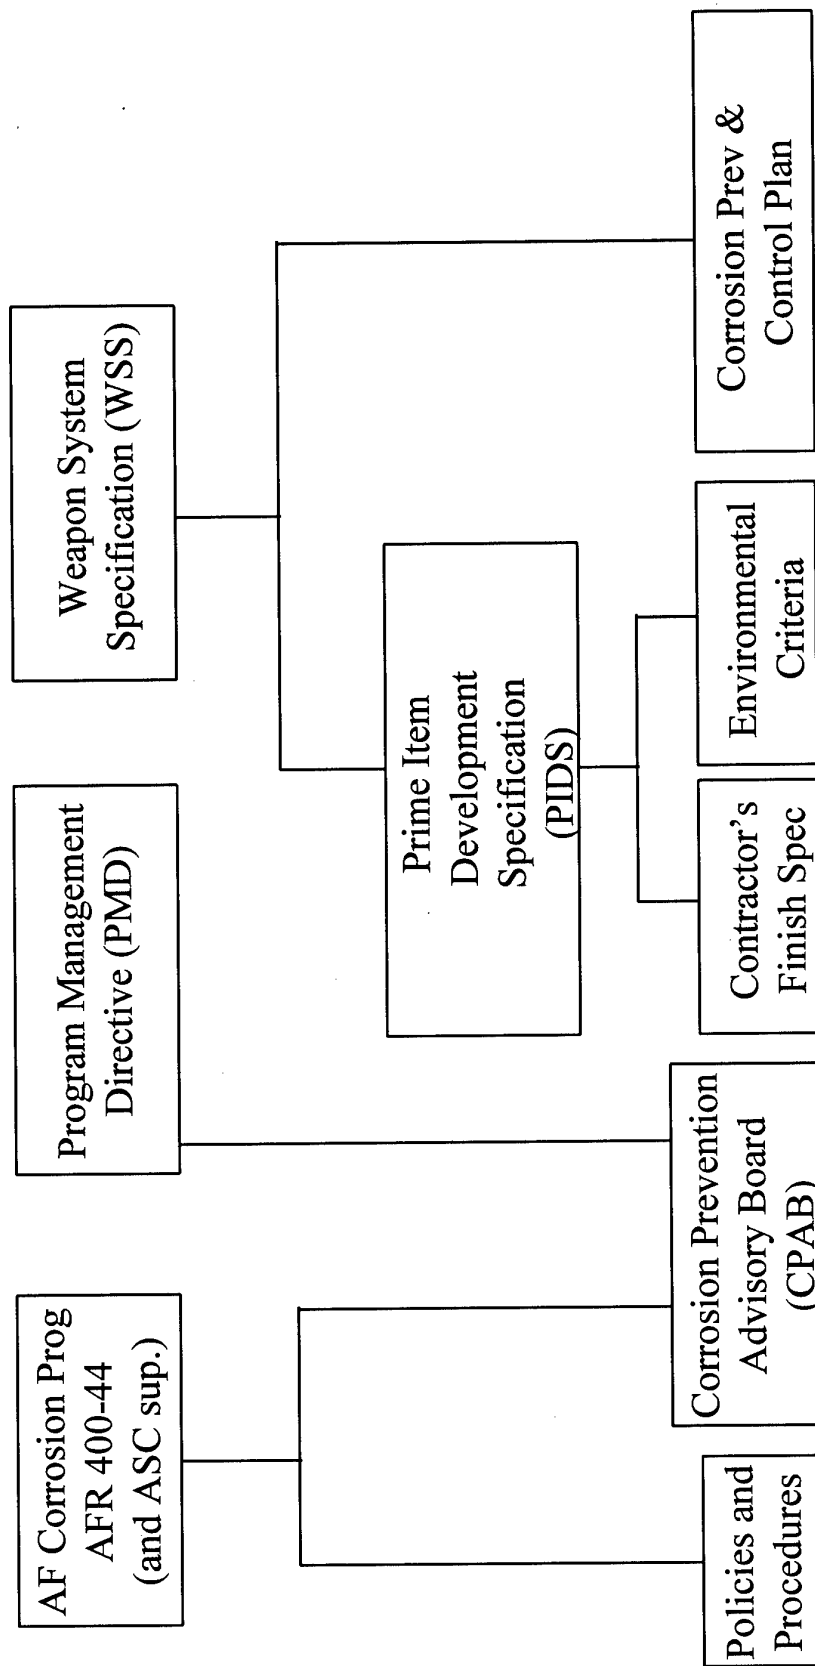 AF Corrosion Prog
AFR 400-44
(and ASC sup.)
Program Management
Directive (PMD)
Weapon System
Specification (WSS)
Prime Item
Development
Specification
(PIDS)
Policies and
Procedures
Corrosion Prevention
Advisory Board
(CPAB)
Contractor's
Finish Spec
Environmental
Criteria
Corrosion Prev &
Control Plan